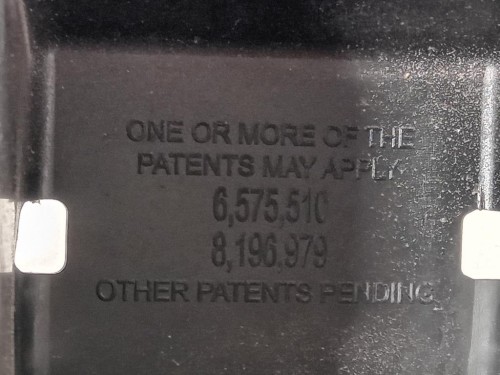 ONE OR MORE OF THE
PATENTS MAY APPLY
6,575,510
8,196,979
OTHER PATENTS PENDING